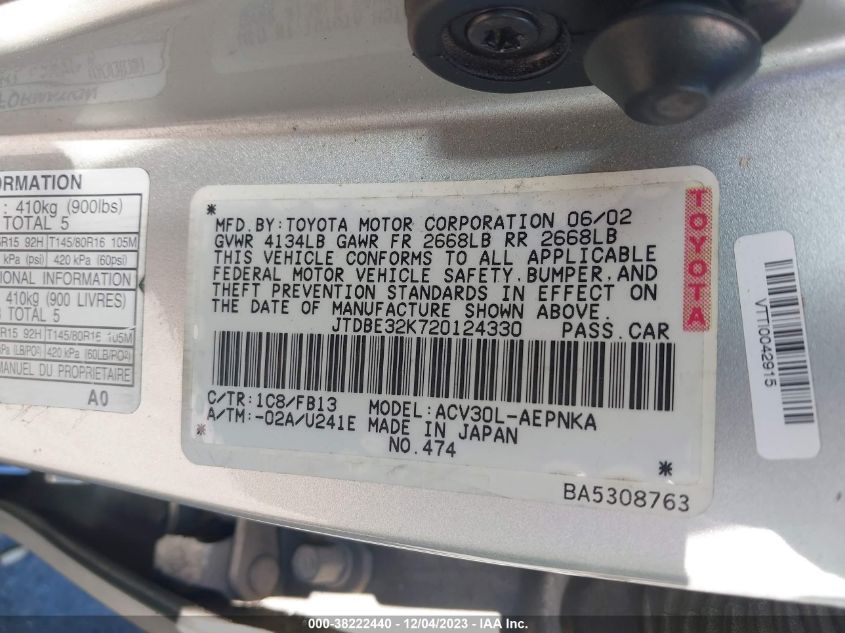 ORMATION
: 410kg (900lbs)
TOTAL 5
R15 92H T145/80R16 105M
kPa (psi) 420 kPa (60psi)
ONAL INFORMATION
410kg (900 LIVRES)
TOTAL 5
R15 92H T145/80R16 105M
kPa (LB/PO²) 420 kPa (60LB/PO²)
MANUEL DU PROPRIETAIRE
A0
* MFD.BY:TOYOTA MOTOR CORPORATION 06/02
GVWR 4134LB GAWR FR 2668LB RR 2668LB
THIS VEHICLE CONFORMS TO ALL APPLICABLE
FEDERAL MOTOR VEHICLE SAFETY,BUMPER,AND
THEFT PREVENTION STANDARDS IN EFFECT ON
THE DATE OF MANUFACTURE SHOWN ABOVE.
JTDBE32K720124330 PASS.CAR
C/TR:1C8/FB13 MODEL:ACV30L-AEPNKA
A/TM:-02A/U241E MADE IN JAPAN
NO.474
* *
BA5308763
TOYOTA
VTT0042915
000-38222440 - 12/04/2023 - IAA Inc.